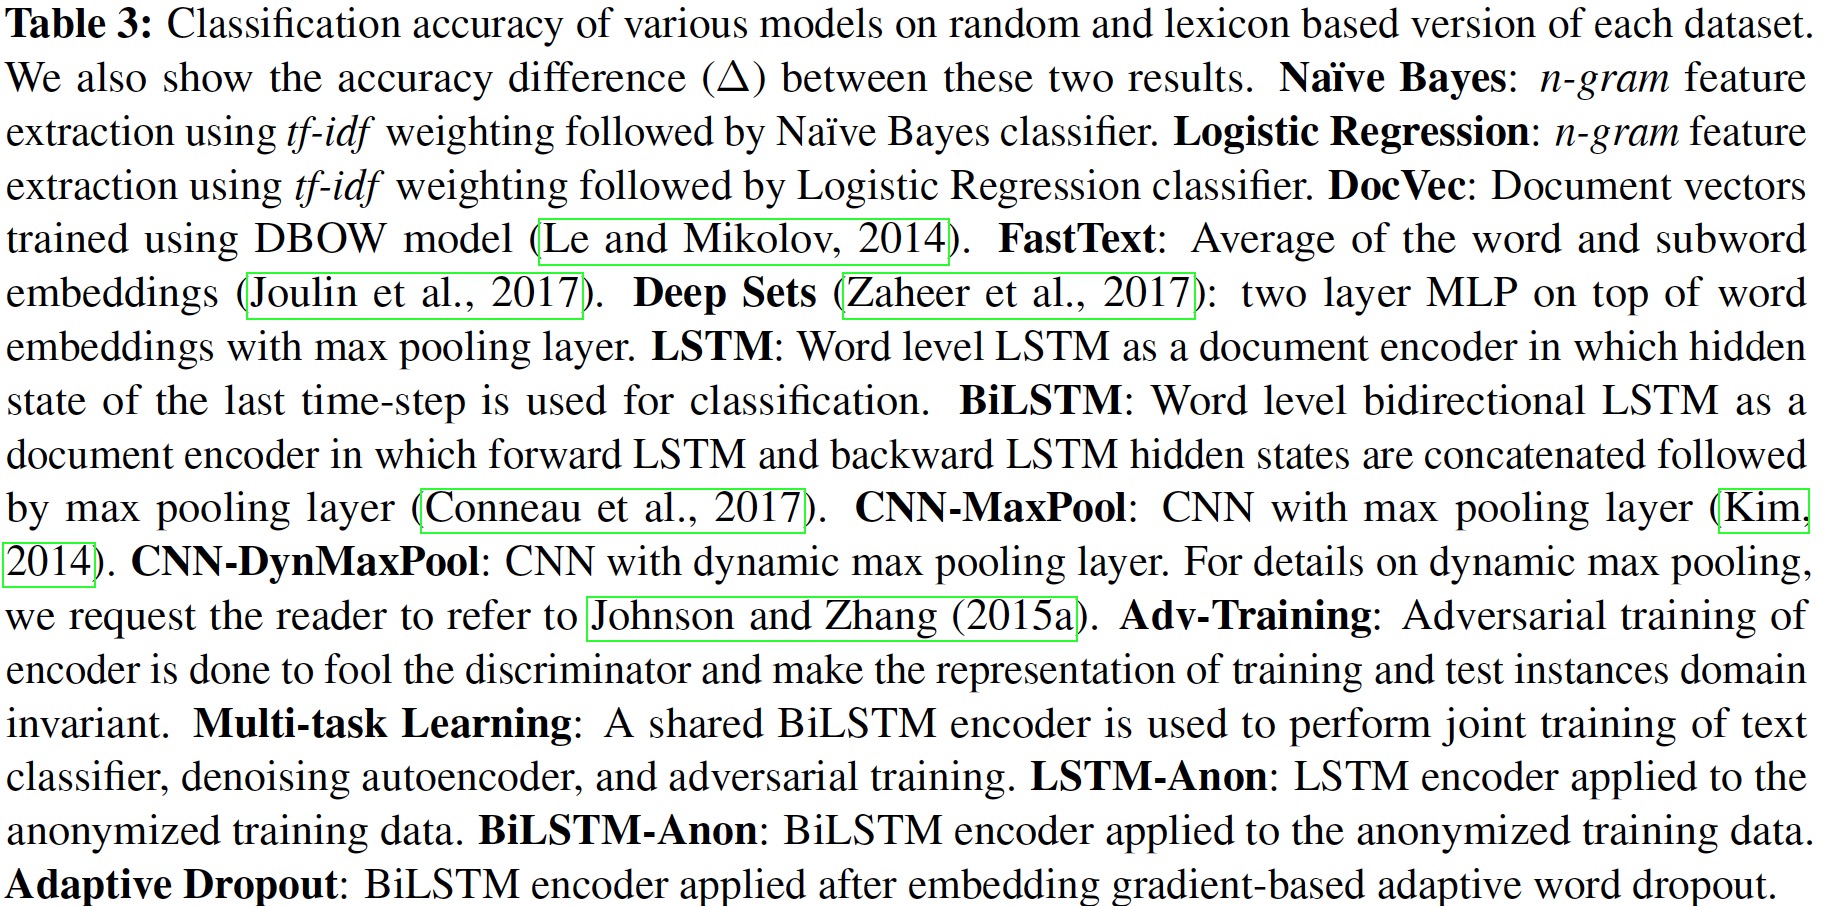 Table 3: Classification accuracy of various models on random and lexicon based version of each dataset.
We also show the accuracy difference (Δ) between these two results. Naïve Bayes: n-gram feature
extraction using tf-idf weighting followed by Naïve Bayes classifier. Logistic Regression: n-gram feature
extraction using tf-idf weighting followed by Logistic Regression classifier. DocVec: Document vectors
trained using DBOW model (Le and Mikolov, 2014). FastText: Average of the word and subword
embeddings (Joulin et al., 2017). Deep Sets (Zaheer et al., 2017): two layer MLP on top of word
embeddings with max pooling layer. LSTM: Word level LSTM as a document encoder in which hidden
state of the last time-step is used for classification. BiLSTM: Word level bidirectional LSTM as a
document encoder in which forward LSTM and backward LSTM hidden states are concatenated followed
by max pooling layer (Conneau et al., 2017). CNN-MaxPool: CNN with max pooling layer (Kim,
2014). CNN-DynMaxPool: CNN with dynamic max pooling layer. For details on dynamic max pooling,
we request the reader to refer to Johnson and Zhang (2015a). Adv-Training: Adversarial training of
encoder is done to fool the discriminator and make the representation of training and test instances domain
invariant. Multi-task Learning: A shared BiLSTM encoder is used to perform joint training of text
classifier, denoising autoencoder, and adversarial training. LSTM-Anon: LSTM encoder applied to the
anonymized training data. BiLSTM-Anon: BiLSTM encoder applied to the anonymized training data.
Adaptive Dropout: BiLSTM encoder applied after embedding gradient-based adaptive word dropout.